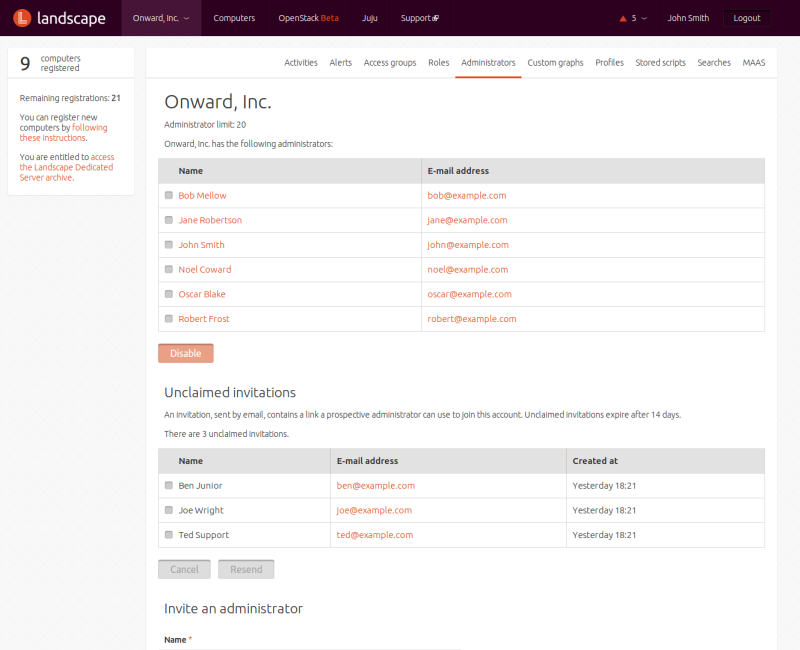 landscape Onward, Inc. Computers OpenStack Beta Juju Support 5 John Smith Logout
9 computers registered
Remaining registrations: 21
You can register new
computers by following
these instructions.
You are entitled to access
the Landscape Dedicated
Server archive.
Activities Alerts Access groups Roles Administrators Custom graphs Profiles Stored scripts Searches MAAS
Onward, Inc.
Administrator limit: 20
Onward, Inc. has the following administrators:
Name E-mail address
Bob Mellow bob@example.com
Jane Robertson jane@example.com
John Smith john@example.com
Noel Coward noel@example.com
Oscar Blake oscar@example.com
Robert Frost robert@example.com
Disable
Unclaimed invitations
An invitation, sent by email, contains a link a prospective administrator can use to join this account. Unclaimed invitations expire after 14 days.
There are 3 unclaimed invitations.
Name E-mail address Created at
Ben Junior ben@example.com Yesterday 18:21
Joe Wright joe@example.com Yesterday 18:21
Ted Support ted@example.com Yesterday 18:21
Cancel Resend
Invite an administrator
Name *